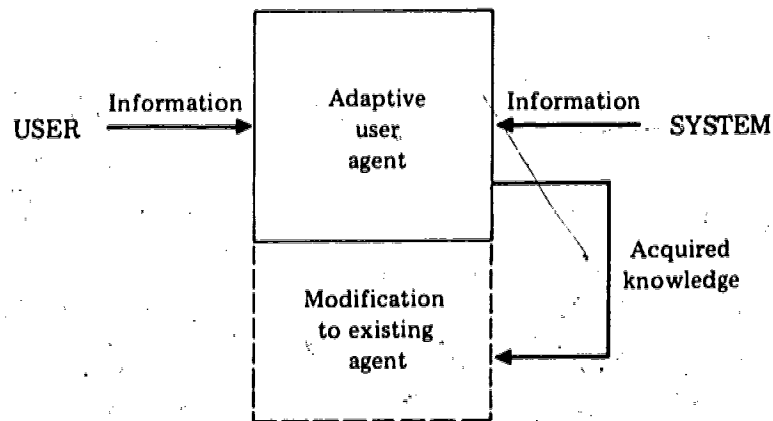 Information
USER
Adaptive
user
agent
Information
SYSTEM
Acquired
knowledge
Modification
to existing
agent